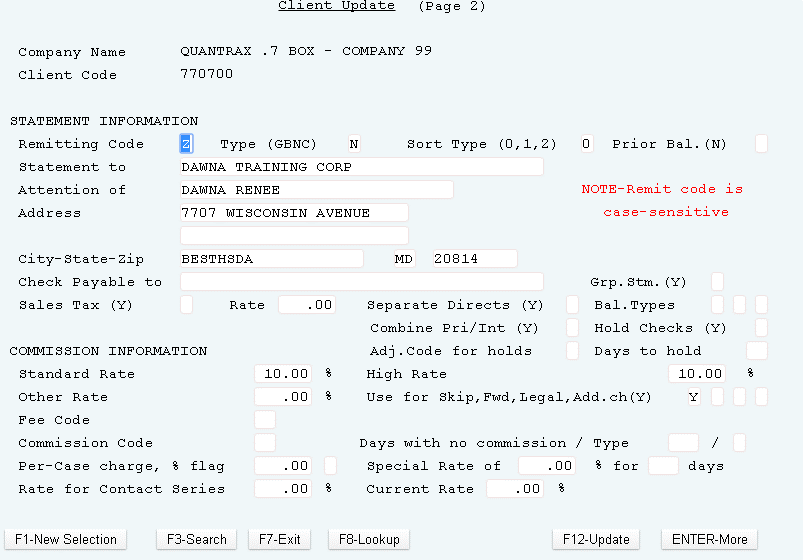 Client Update (Page 2)
Company Name QUANTRAX .7 BOX - COMPANY 99
Client Code 770700
STATEMENT INFORMATION
Remitting Code Z Type (GBNC) N Sort Type (0,1,2) 0 Prior Bal.(N)
Statement to DAWNA TRAINING CORP
Attention of DAWNA RENEE NOTE-Remit code is
Address 7707 WISCONSIN AVENUE case-sensitive
City-State-Zip BESTHSDA MD 20814
Check Payable to Grp.Stm.(Y)
Sales Tax (Y) Rate .00 Separate Directs (Y) Bal.Types
Combine Pri/Int (Y) Hold Checks (Y)
COMMISSION INFORMATION Adj.Code for holds Days to hold
Standard Rate 10.00 % High Rate 10.00 %
Other Rate .00 % Use for Skip,Fwd,Legal,Add.ch(Y) Y
Fee Code
Commission Code Days with no commission / Type /
Per-Case charge, % flag .00 Special Rate of .00 % for days
Rate for Contact Series .00 % Current Rate .00 %
F1-New Selection F3-Search F7-Exit F8-Lookup F12-Update ENTER-More